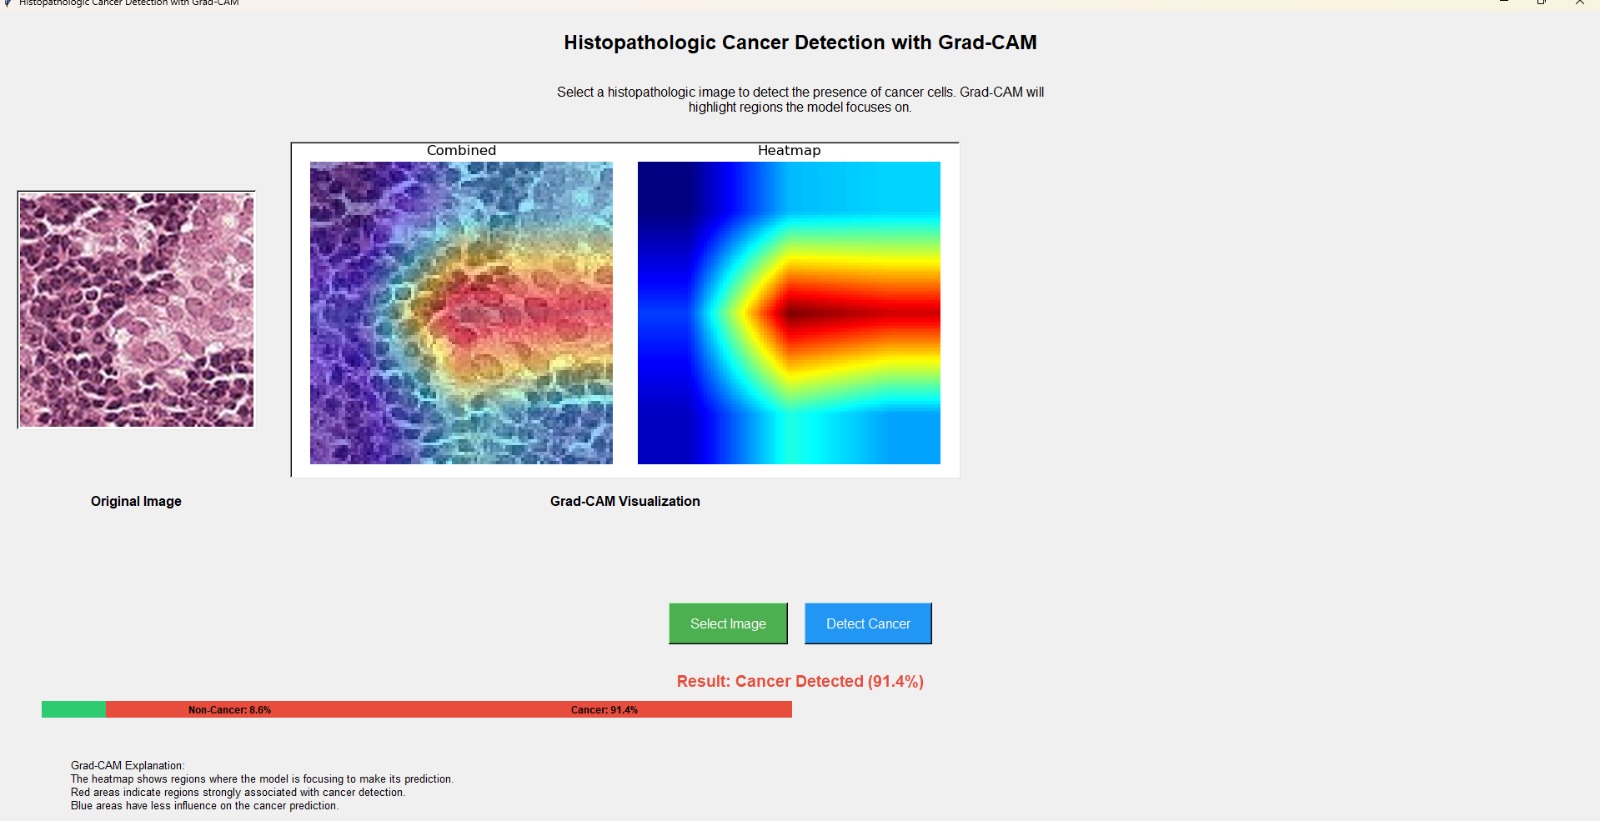 Histopathologic Cancer Detection with Grad-CAM
Histopathologic Cancer Detection with Grad-CAM
Select a histopathologic image to detect the presence of cancer cells. Grad-CAM will
highlight regions the model focuses on.
Combined
Heatmap
Original Image
Grad-CAM Visualization
Select Image
Detect Cancer
Result: Cancer Detected (91.4%)
Non-Cancer: 8.6%
Cancer: 91.4%
Grad-CAM Explanation:
The heatmap shows regions where the model is focusing to make its prediction.
Red areas indicate regions strongly associated with cancer detection.
Blue areas have less influence on the cancer prediction.